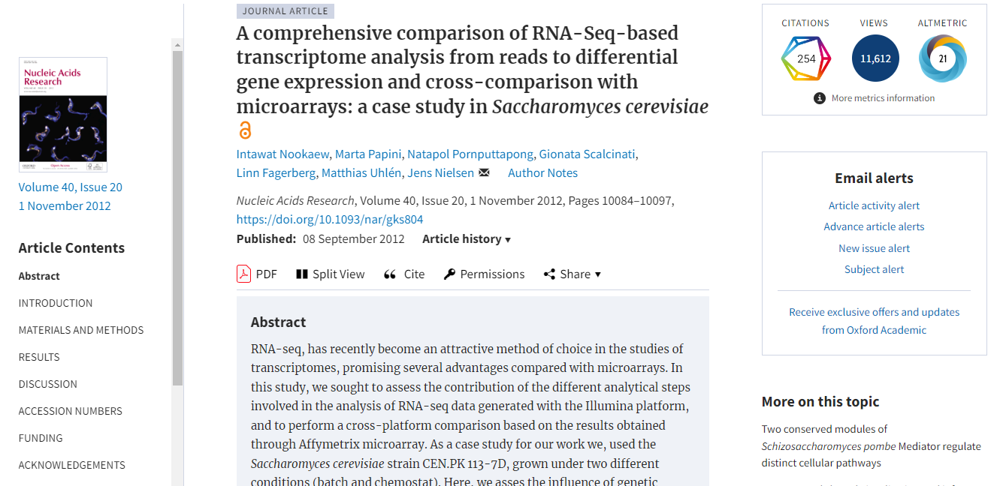 JOURNAL ARTICLE
A comprehensive comparison of RNA-Seq-based
transcriptome analysis from reads to differential
gene expression and cross-comparison with
microarrays: a case study in Saccharomyces cerevisiae
Intawat Nookaew, Marta Papini, Natapol Pornputtapong, Gionata Scalcinati,
Linn Fagerberg, Matthias Uhlén, Jens Nielsen Author Notes
Nucleic Acids Research, Volume 40, Issue 20, 1 November 2012, Pages 10084–10097,
https://doi.org/10.1093/nar/gks804
Published: 08 September 2012 Article history
PDF Split View Cite Permissions Share
Abstract
RNA-seq, has recently become an attractive method of choice in the studies of
transcriptomes, promising several advantages compared with microarrays. In
this study, we sought to assess the contribution of the different analytical steps
involved in the analysis of RNA-seq data generated with the Illumina platform,
and to perform a cross-platform comparison based on the results obtained
through Affymetrix microarray. As a case study for our work we, used the
Saccharomyces cerevisiae strain CEN.PK 113-7D, grown under two different
conditions (batch and chemostat). Here, we asses the influence of genetic
Nucleic Acids
Research
Volume 40, Issue 20
1 November 2012
Article Contents
Abstract
INTRODUCTION
MATERIALS AND METHODS
RESULTS
DISCUSSION
ACCESSION NUMBERS
FUNDING
ACKNOWLEDGEMENTS
CITATIONS VIEWS ALTMETRIC
254 11,612 21
More metrics information
Email alerts
Article activity alert
Advance article alerts
New issue alert
Subject alert
Receive exclusive offers and updates
from Oxford Academic
More on this topic
Two conserved modules of
Schizosaccharomyces pombe Mediator regulate
distinct cellular pathways